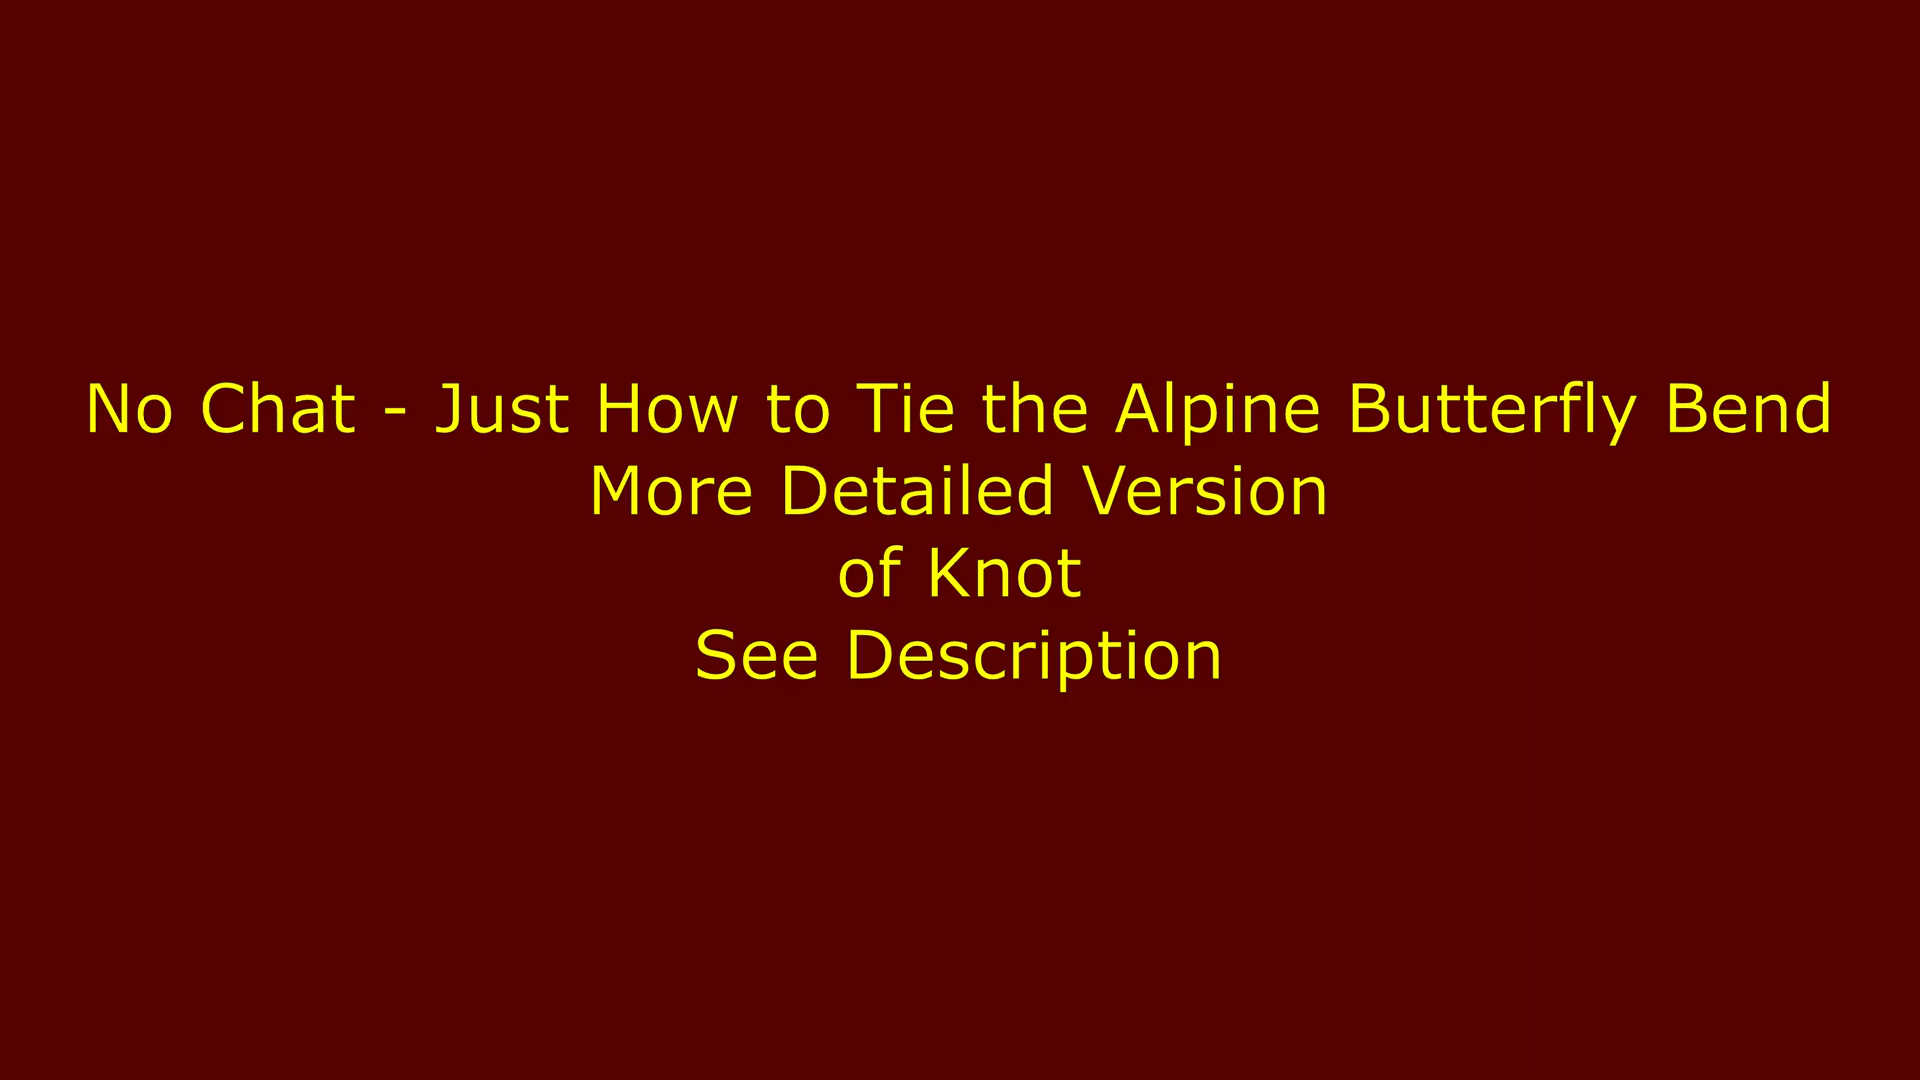 No Chat - Just How to Tie the Alpine Butterfly Bend
More Detailed Version
of Knot
See Description